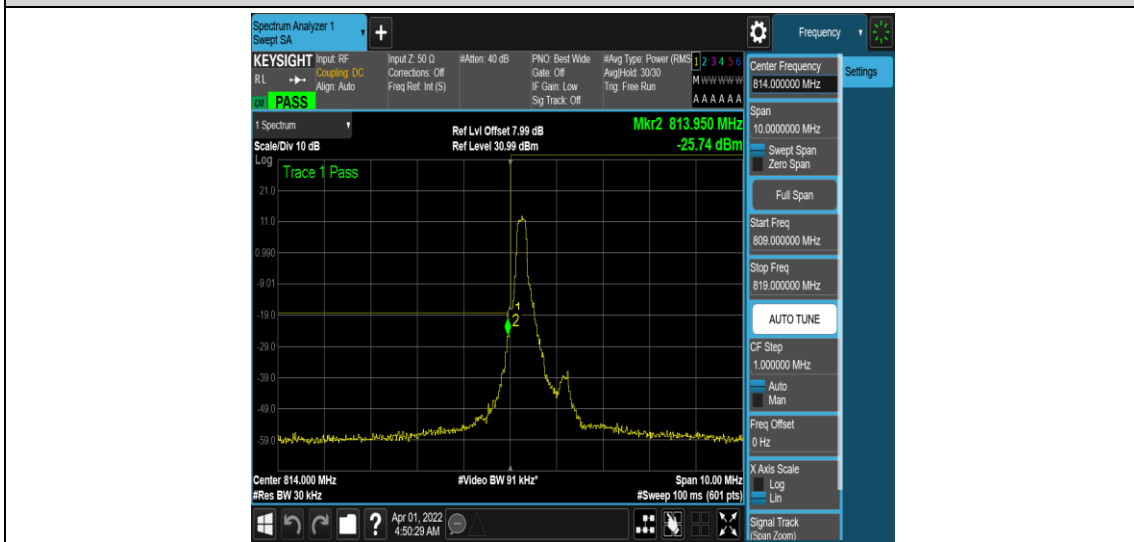 Spectrum Analyzer 1
Swept SA
+
Frequency
KEYSIGHT
RL
PASS
Input: RF
Coupling: DC
Align: Auto
Input Z: 50 Ω
Corrections: Off
Freq Ref: Int (S)
#Atten: 40 dB
PNO: Best Wide
Gate: Off
IF Gain: Low
Sig Track: Off
#Avg Type: Power (RMS
Avg|Hold: 30/30
Trig: Free Run
1 2 3 4 5 6
M W W W W W
A A A A A A
1 Spectrum
Scale/Div 10 dB
Ref Lvl Offset 7.99 dB
Ref Level 30.99 dBm
Mkr2 813.950 MHz
-25.74 dBm
Log
Trace 1 Pass
21.0
11.0
0.990
-9.01
-19.0
-29.0
-39.0
-49.0
-59.0
1
2
Center 814.000 MHz
#Res BW 30 kHz
#Video BW 91 kHz*
Span 10.00 MHz
#Sweep 100 ms (601 pts)
Center Frequency
814.000000 MHz
Settings
Span
10.0000000 MHz
Swept Span
Zero Span
Full Span
Start Freq
809.000000 MHz
Stop Freq
819.000000 MHz
AUTO TUNE
CF Step
1.000000 MHz
Auto
Man
Freq Offset
0 Hz
X Axis Scale
Log
Lin
Signal Track
(Span Zoom)
?
Apr 01, 2022
4:50:29 AM